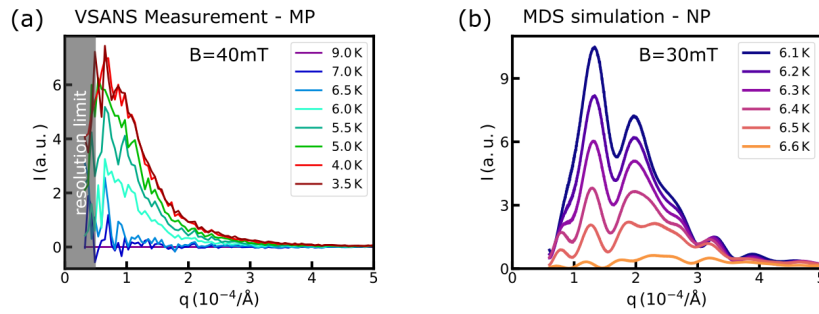 (a) VSANS Measurement - MP
B=40mT
I (a. u.)
6
4
2
0
resolution limit
9.0 K
7.0 K
6.5 K
6.0 K
5.5 K
5.0 K
4.0 K
3.5 K
0 1 2 3 4 5
q (10⁻⁴/Å)
(b) MDS simulation - NP
B=30mT
I (a. u.)
9
6
3
0
6.1 K
6.2 K
6.3 K
6.4 K
6.5 K
6.6 K
0 1 2 3 4 5
q (10⁻⁴/Å)